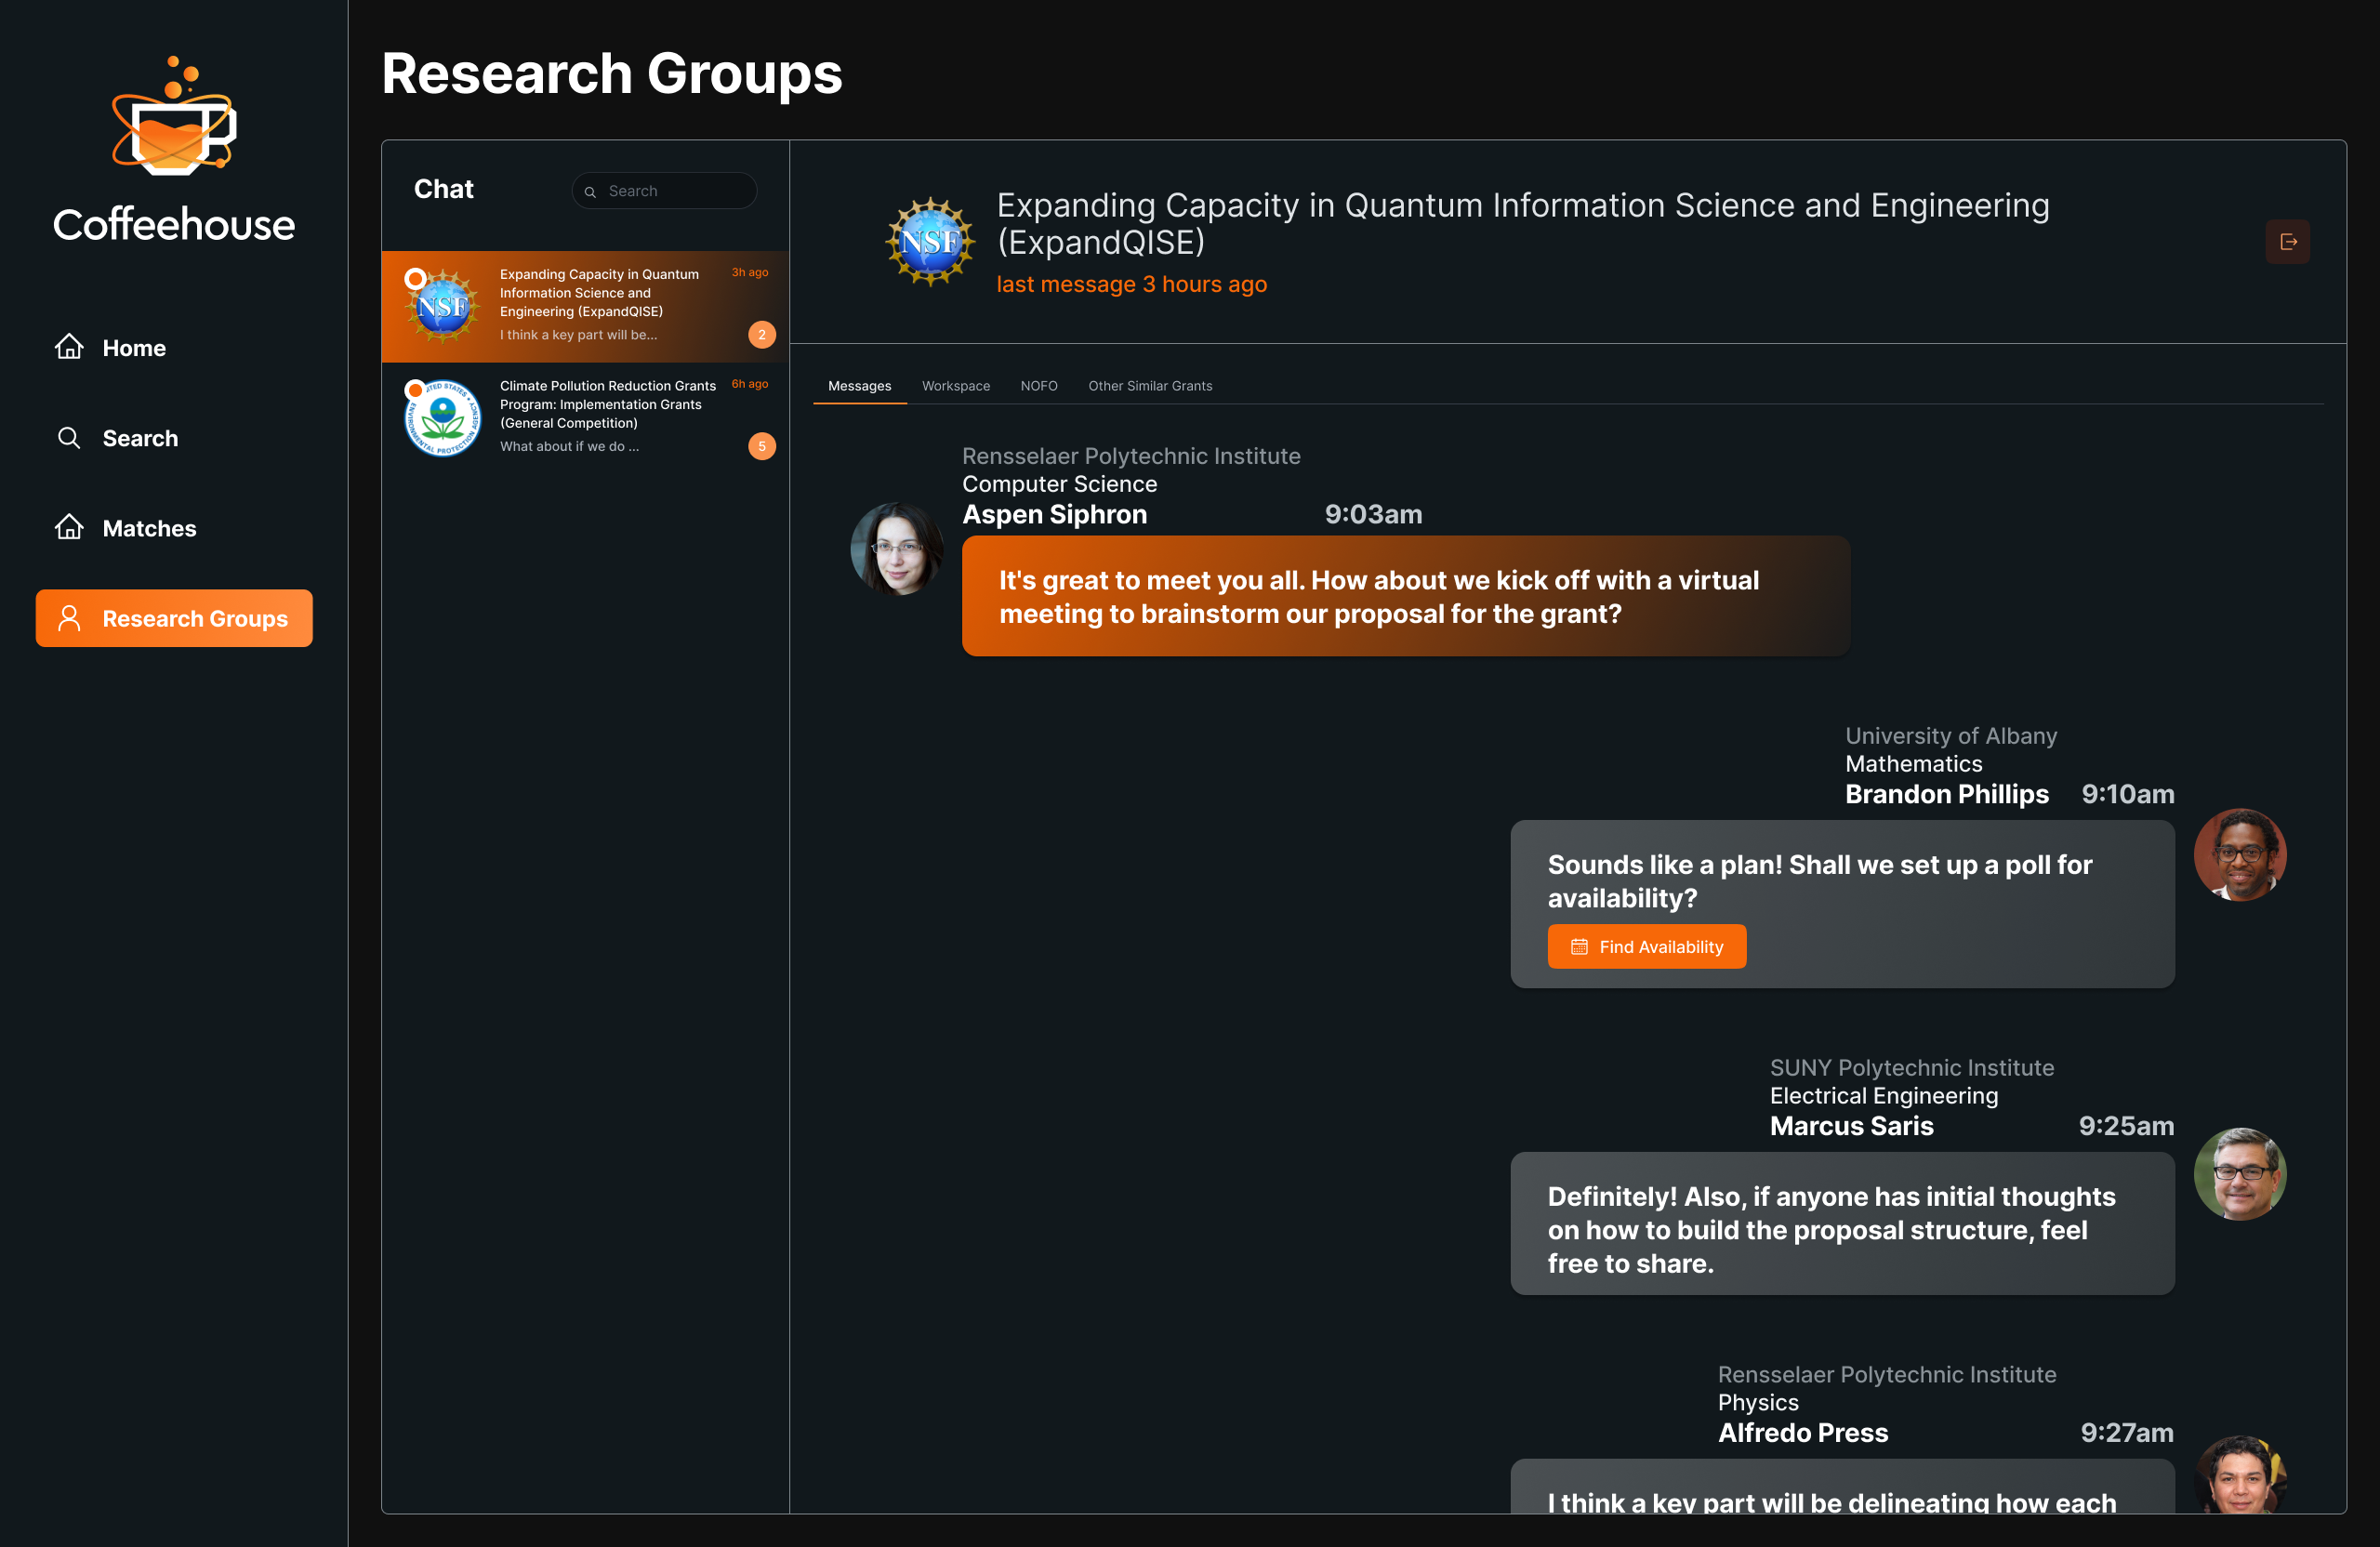 Coffeehouse
Home
Search
Matches
Research Groups
Research Groups
Chat
Search
NSF
Expanding Capacity in Quantum
Information Science and
Engineering (ExpandQISE)
I think a key part will be...
3h ago
2
UNITED STATES
ENVIRONMENTAL PROTECTION AGENCY
Climate Pollution Reduction Grants
Program: Implementation Grants
(General Competition)
What about if we do ...
6h ago
5
NSF
Expanding Capacity in Quantum Information Science and Engineering
(ExpandQISE)
last message 3 hours ago
Messages Workspace NOFO Other Similar Grants
Rensselaer Polytechnic Institute
Computer Science
Aspen Siphron 9:03am
It's great to meet you all. How about we kick off with a virtual
meeting to brainstorm our proposal for the grant?
University of Albany
Mathematics
Brandon Phillips 9:10am
Sounds like a plan! Shall we set up a poll for
availability?
Find Availability
SUNY Polytechnic Institute
Electrical Engineering
Marcus Saris 9:25am
Definitely! Also, if anyone has initial thoughts
on how to build the proposal structure, feel
free to share.
Rensselaer Polytechnic Institute
Physics
Alfredo Press 9:27am
I think a key part will be delineating how each